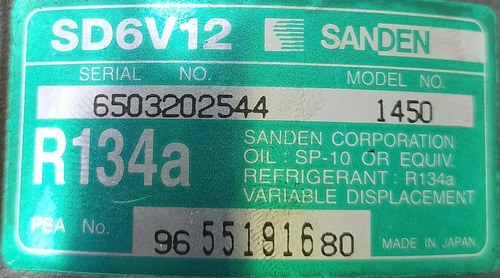 SD6V12 SANDEN
SERIAL NO. MODEL NO.
6503202544 1450
R134a
SANDEN CORPORATION
OIL : SP-10 OR EQUIV.
REFRIGERANT : R134a
VARIABLE DISPLACEMENT
PSA No. 96 551916 80 MADE IN JAPAN